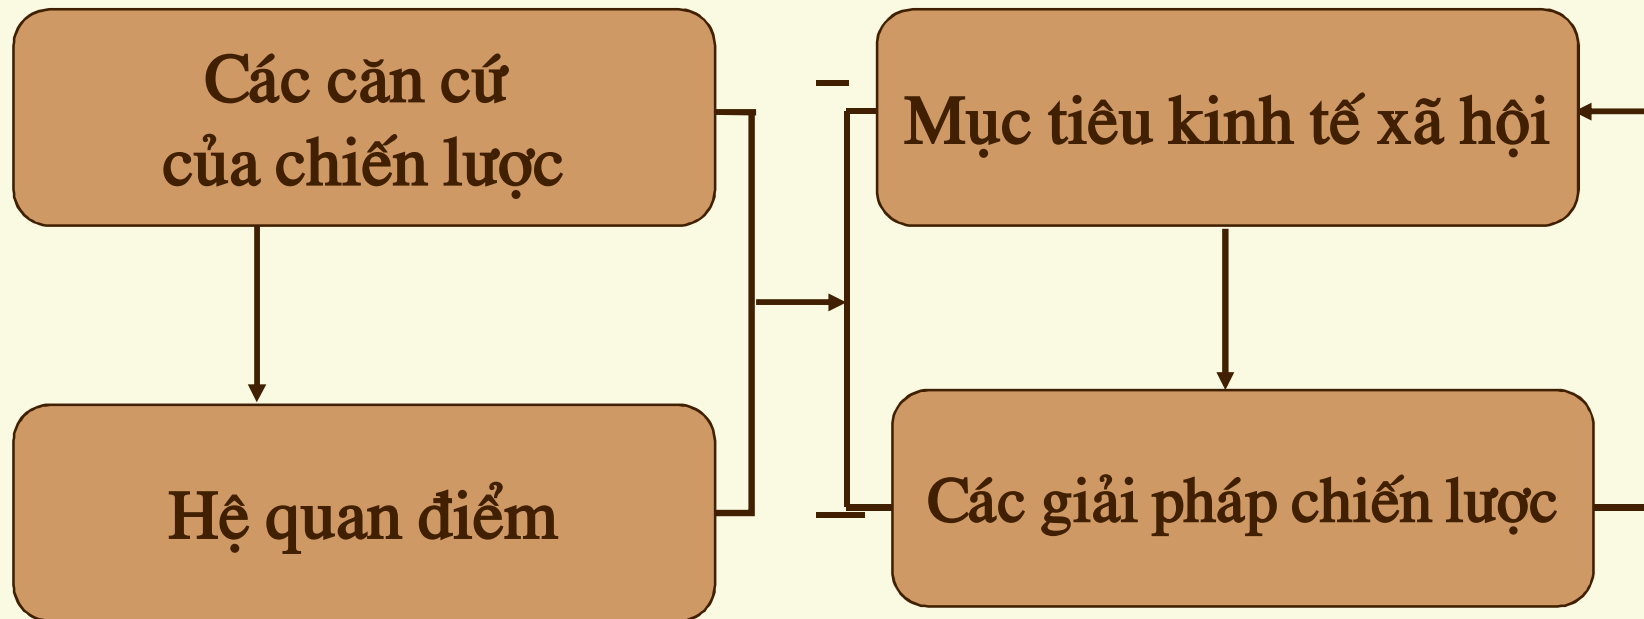 Các căn cứ
của chiến lược
Mục tiêu kinh tế xã hội
Hệ quan điểm
Các giải pháp chiến lược